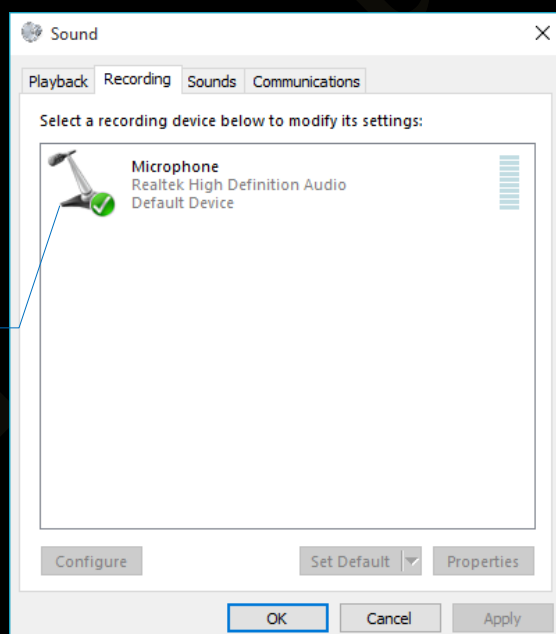 Sound
Playback Recording Sounds Communications
Select a recording device below to modify its settings:
Microphone
Realtek High Definition Audio
Default Device
Configure Set Default Properties
OK Cancel Apply